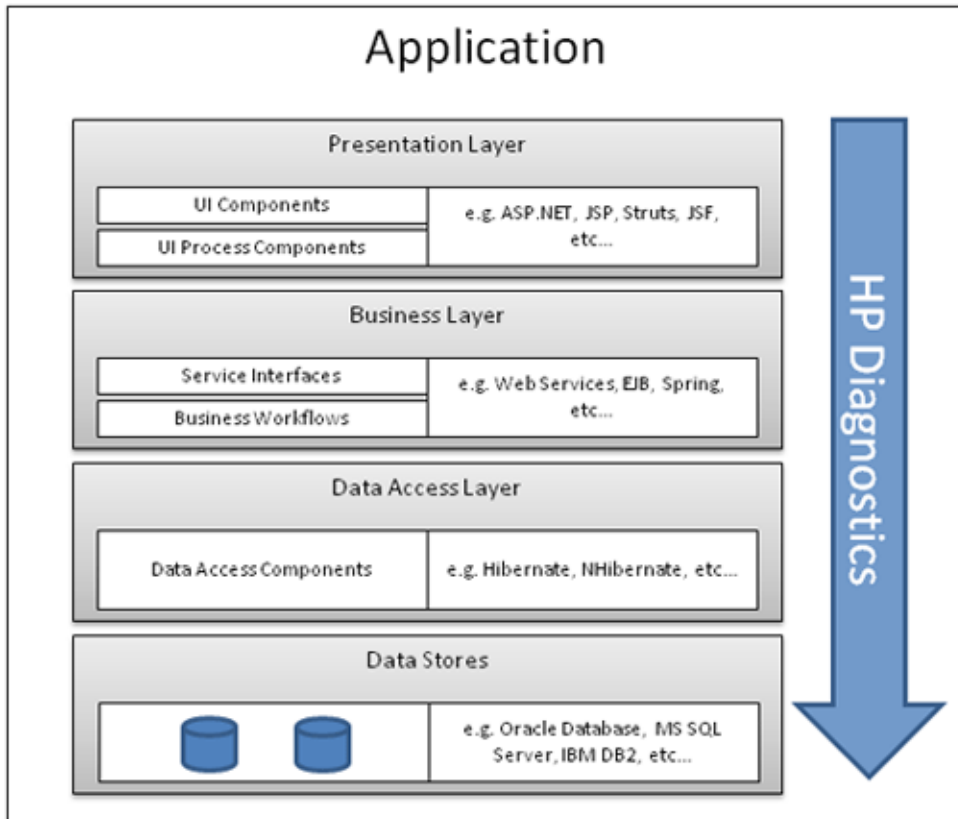 Application
Presentation Layer
UI Components
UI Process Components
e.g. ASP.NET, JSP, Struts, JSF,
etc...
Business Layer
Service Interfaces
Business Workflows
e.g. Web Services, EJB, Spring,
etc...
Data Access Layer
Data Access Components
e.g. Hibernate, NHibernate, etc...
Data Stores
e.g. Oracle Database, MS SQL
Server, IBM DB2, etc...
HP Diagnostics